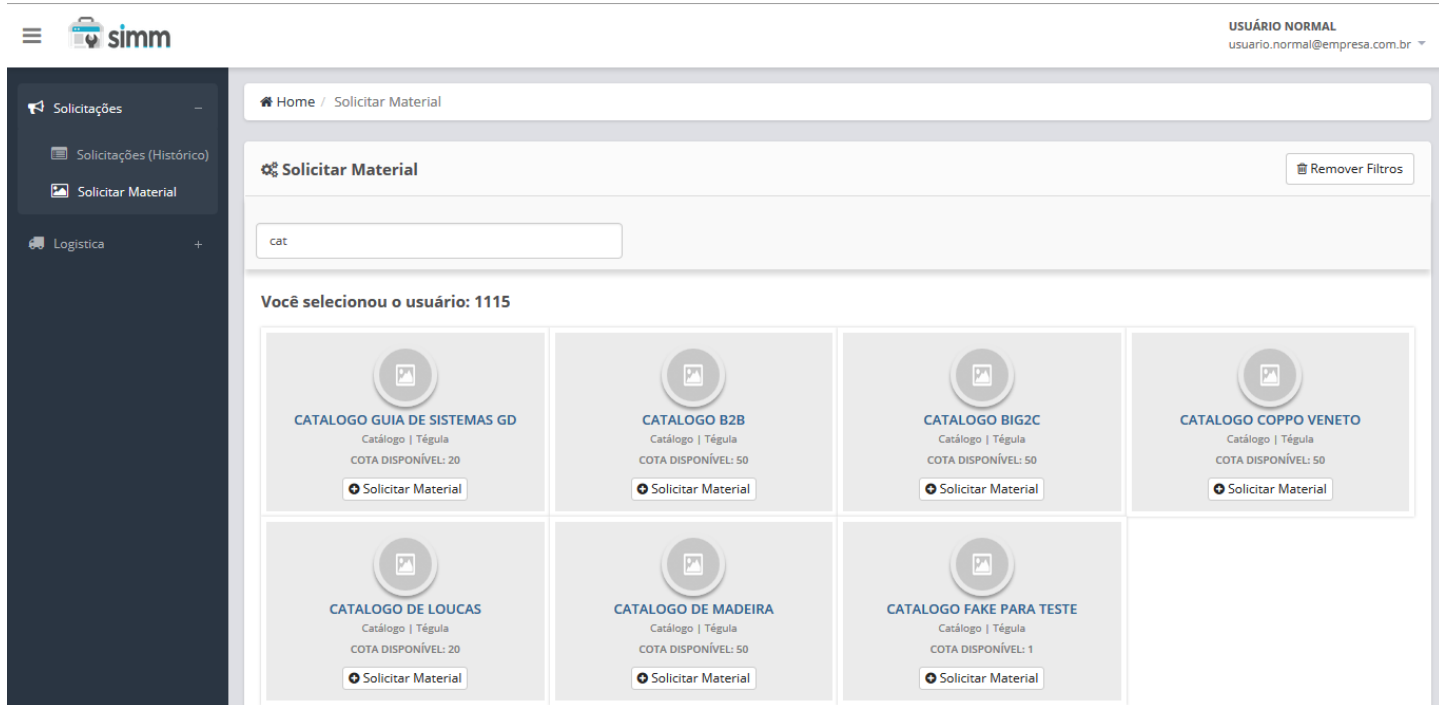 simm
USUÁRIO NORMAL
usuario.normal@empresa.com.br
Solicitações
Solicitações (Histórico)
Solicitar Material
Logistica
Home / Solicitar Material
Solicitar Material
Remover Filtros
cat
Você selecionou o usuário: 1115
CATALOGO GUIA DE SISTEMAS GD
Catálogo | Tégula
COTA DISPONÍVEL: 20
Solicitar Material
CATALOGO B2B
Catálogo | Tégula
COTA DISPONÍVEL: 50
Solicitar Material
CATALOGO BIG2C
Catálogo | Tégula
COTA DISPONÍVEL: 50
Solicitar Material
CATALOGO COPPO VENETO
Catálogo | Tégula
COTA DISPONÍVEL: 50
Solicitar Material
CATALOGO DE LOUCAS
Catálogo | Tégula
COTA DISPONÍVEL: 20
Solicitar Material
CATALOGO DE MADEIRA
Catálogo | Tégula
COTA DISPONÍVEL: 50
Solicitar Material
CATALOGO FAKE PARA TESTE
Catálogo | Tégula
COTA DISPONÍVEL: 1
Solicitar Material